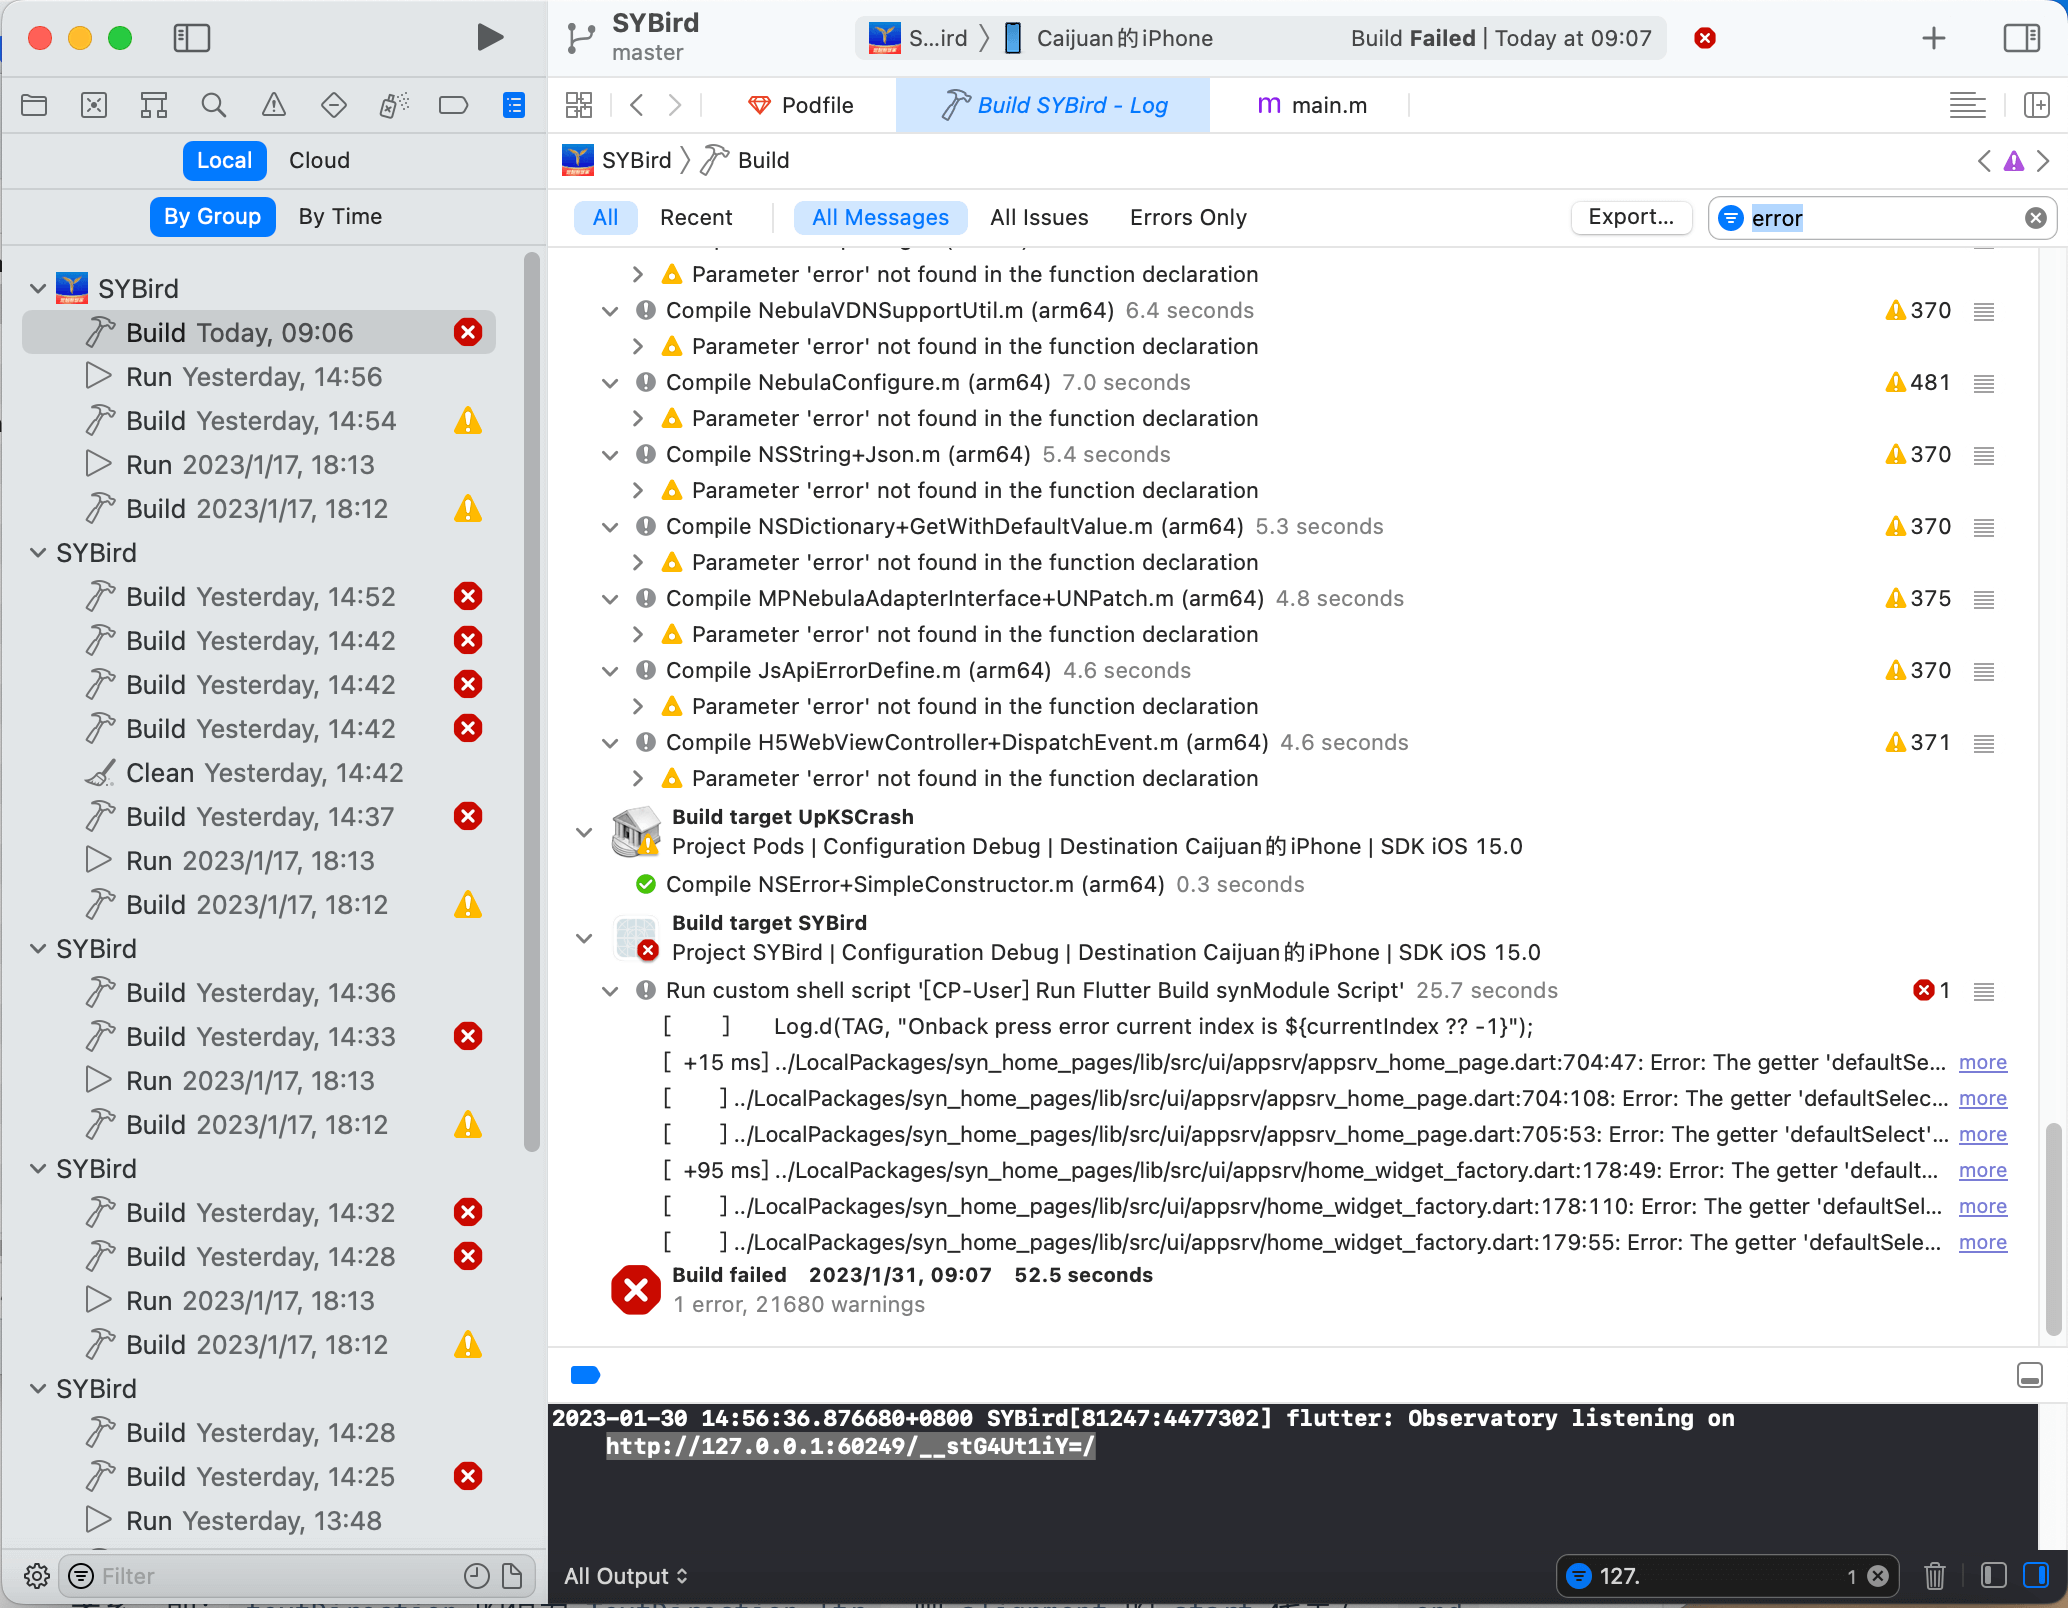 SYBird
master
S...ird
Caijuan的iPhone
Build Failed | Today at 09:07
Podfile
Build SYBird - Log
m main.m
Local
Cloud
SYBird
Build
By Group
By Time
All
Recent
All Messages
All Issues
Errors Only
Export...
error
SYBird
Build Today, 09:06
Run Yesterday, 14:56
Build Yesterday, 14:54
Run 2023/1/17, 18:13
Build 2023/1/17, 18:12
SYBird
Build Yesterday, 14:52
Build Yesterday, 14:42
Build Yesterday, 14:42
Build Yesterday, 14:42
Clean Yesterday, 14:42
Build Yesterday, 14:37
Run 2023/1/17, 18:13
Build 2023/1/17, 18:12
SYBird
Build Yesterday, 14:36
Build Yesterday, 14:33
Run 2023/1/17, 18:13
Build 2023/1/17, 18:12
SYBird
Build Yesterday, 14:32
Build Yesterday, 14:28
Run 2023/1/17, 18:13
Build 2023/1/17, 18:12
SYBird
Build Yesterday, 14:28
Build Yesterday, 14:25
Run Yesterday, 13:48
Filter
Parameter 'error' not found in the function declaration
Compile NebulaVDNSupportUtil.m (arm64) 6.4 seconds 370
Parameter 'error' not found in the function declaration
Compile NebulaConfigure.m (arm64) 7.0 seconds 481
Parameter 'error' not found in the function declaration
Compile NSString+Json.m (arm64) 5.4 seconds 370
Parameter 'error' not found in the function declaration
Compile NSDictionary+GetWithDefaultValue.m (arm64) 5.3 seconds 370
Parameter 'error' not found in the function declaration
Compile MPNebulaAdapterInterface+UNPatch.m (arm64) 4.8 seconds 375
Parameter 'error' not found in the function declaration
Compile JsApiErrorDefine.m (arm64) 4.6 seconds 370
Parameter 'error' not found in the function declaration
Compile H5WebViewController+DispatchEvent.m (arm64) 4.6 seconds 371
Parameter 'error' not found in the function declaration
Build target UpKSCrash
Project Pods | Configuration Debug | Destination Caijuan的iPhone | SDK iOS 15.0
Compile NSError+SimpleConstructor.m (arm64) 0.3 seconds
Build target SYBird
Project SYBird | Configuration Debug | Destination Caijuan的iPhone | SDK iOS 15.0
Run custom shell script '[CP-User] Run Flutter Build synModule Script' 25.7 seconds 1
[ ] Log.d(TAG, "Onback press error current index is ${currentIndex ?? -1}");
[ +15 ms] ../LocalPackages/syn_home_pages/lib/src/ui/appsrv/appsrv_home_page.dart:704:47: Error: The getter 'defaultSe... more
[ ] ../LocalPackages/syn_home_pages/lib/src/ui/appsrv/appsrv_home_page.dart:704:108: Error: The getter 'defaultSelec... more
[ ] ../LocalPackages/syn_home_pages/lib/src/ui/appsrv/appsrv_home_page.dart:705:53: Error: The getter 'defaultSelect'... more
[ +95 ms] ../LocalPackages/syn_home_pages/lib/src/ui/appsrv/home_widget_factory.dart:178:49: Error: The getter 'default... more
[ ] ../LocalPackages/syn_home_pages/lib/src/ui/appsrv/home_widget_factory.dart:178:110: Error: The getter 'defaultSel... more
[ ] ../LocalPackages/syn_home_pages/lib/src/ui/appsrv/home_widget_factory.dart:179:55: Error: The getter 'defaultSele... more
Build failed 2023/1/31, 09:07 52.5 seconds
1 error, 21680 warnings
2023-01-30 14:56:36.876680+0800 SYBird[81247:4477302] flutter: Observatory listening on
http://127.0.0.1:60249/__stG4Ut1iY=/
All Output
127.
1